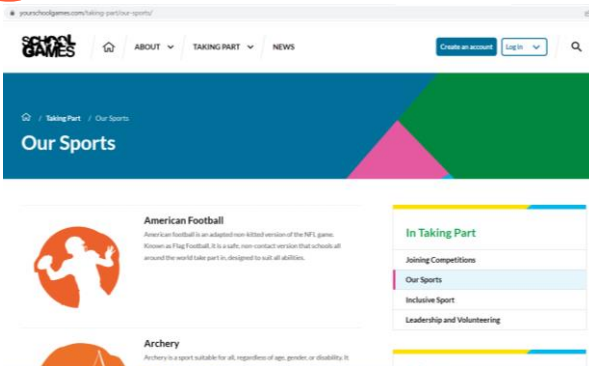 yourschoolgames.com/taking-part/our-sports/
SCHOOL
GAMES
ABOUT
TAKING PART
NEWS
Create an account
Log in
/ Taking Part / Our Sports
Our Sports
American Football
American football is an adapted non-kitted version of the NFL game.
Known as Flag Football, it is a safe, non-contact version that schools all
around the world take part in, designed to suit all abilities.
In Taking Part
Joining Competitions
Our Sports
Inclusive Sport
Leadership and Volunteering
Archery
Archery is a sport suitable for all, regardless of age, gender, or disability. It